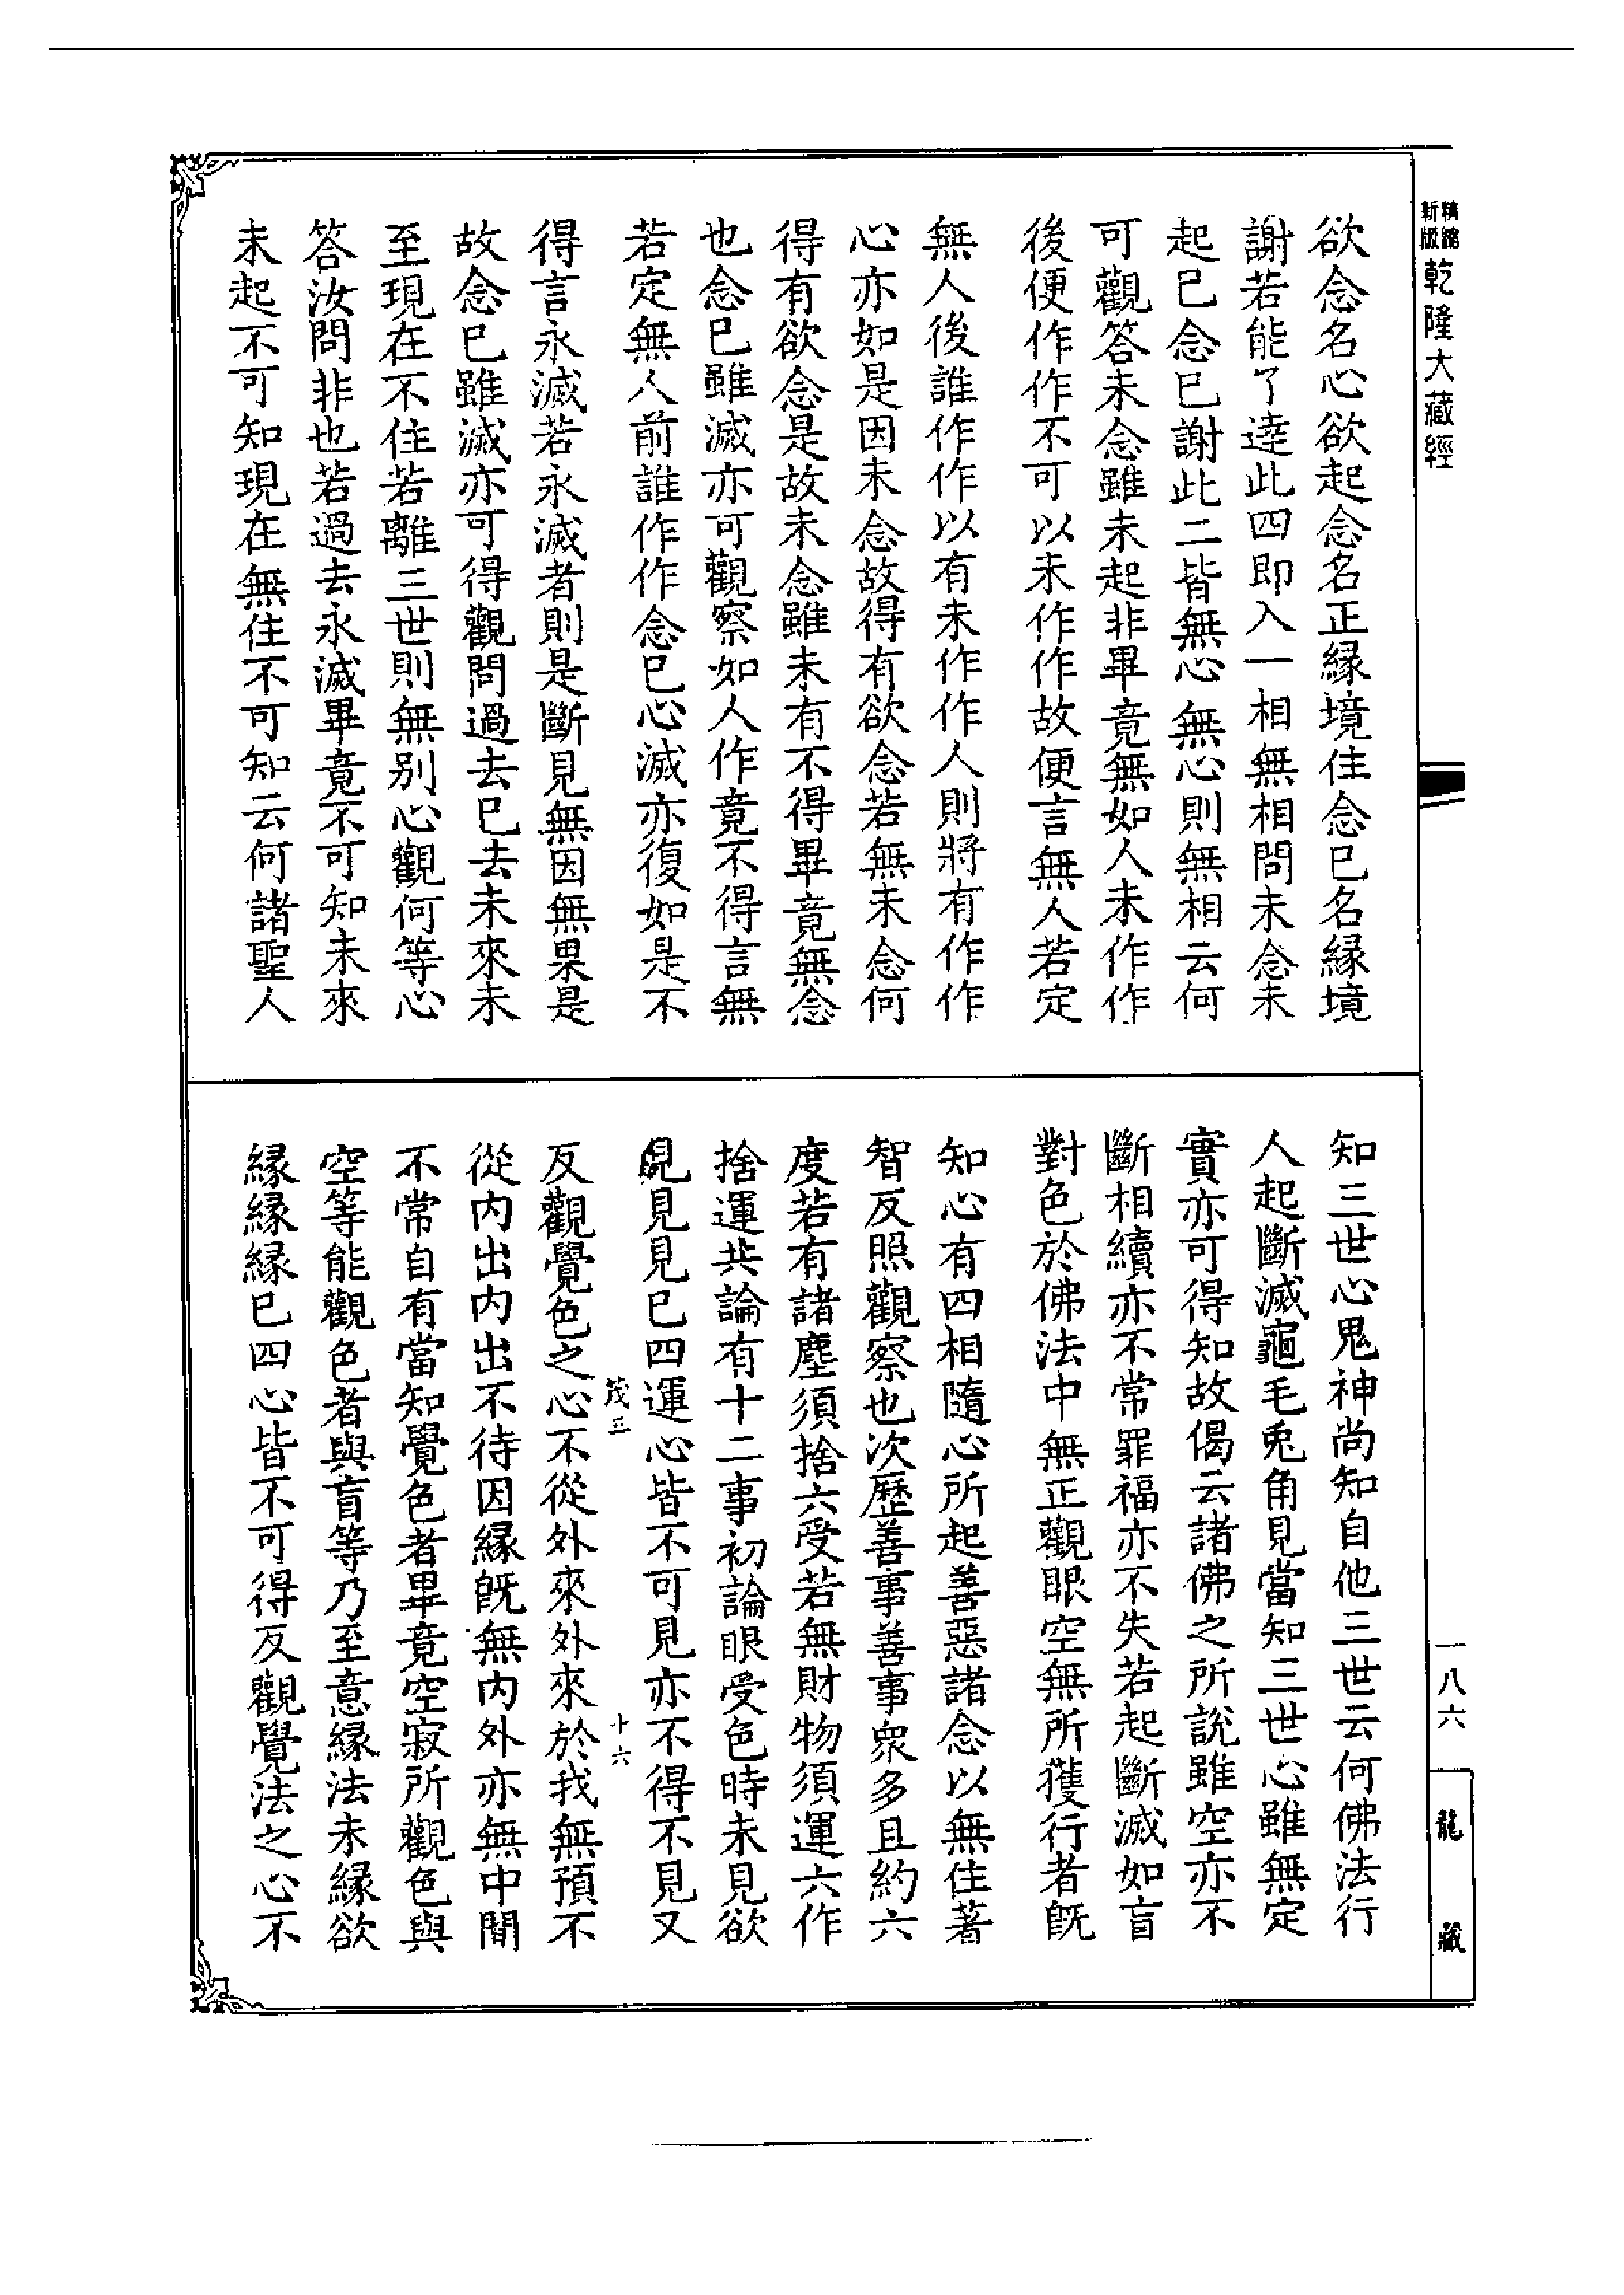 精縮新版乾隆大藏經
欲念名心欲起念名正緣境住念已名緣境
謝若能了達此四即入一相無相問未念未
起已念已謝此二皆無心無心則無相云何
可觀答未念雖未起非畢竟無如人未作作
後便作作不可以未作作故便言無人若定
無人後誰作作以有未作作人則將有作作
心亦如是因未念故得有欲念若無未念何
得有欲念是故未念雖未有不得畢竟無念
也念已雖滅亦可觀察如人作竟不得言無
若定無人前誰作作念已心滅亦復如是不
得言永滅若永滅者則是斷見無因無果是
故念已雖滅亦可得觀問過去已去未來未
至現在不住若離三世則無別心觀何等心
答汝問非也若過去永滅畢竟不可知未來
未起不可知現在無住不可知云何諸聖人
知三世心鬼神尚知自他三世云何佛法行
人起斷滅龜毛兎角見當知三世心雖無定
實亦可得知故偈云諸佛之所說雖空亦不
斷相續亦不常罪福亦不失若起斷滅如盲
對色於佛法中無正觀眼空無所獲行者既
知心有四相隨心所起善惡諸念以無住著
智反照觀察也次歷善事善事眾多且約六
度若有諸塵須捨六受若無財物須運六作
捨運共論有十二事初論眼受色時未見欲
見見見已四運心皆不可見亦不得不見又
茂三
十六
反觀覺色之心不從外來外來於我無預不
從內出內出不待因緣既無內外亦無中間
不常自有當知覺色者畢竟空寂所觀色與
空等能觀色者與盲等乃至意緣法未緣欲
緣緣緣已四心皆不可得反觀覺法之心不
一八六
龍藏